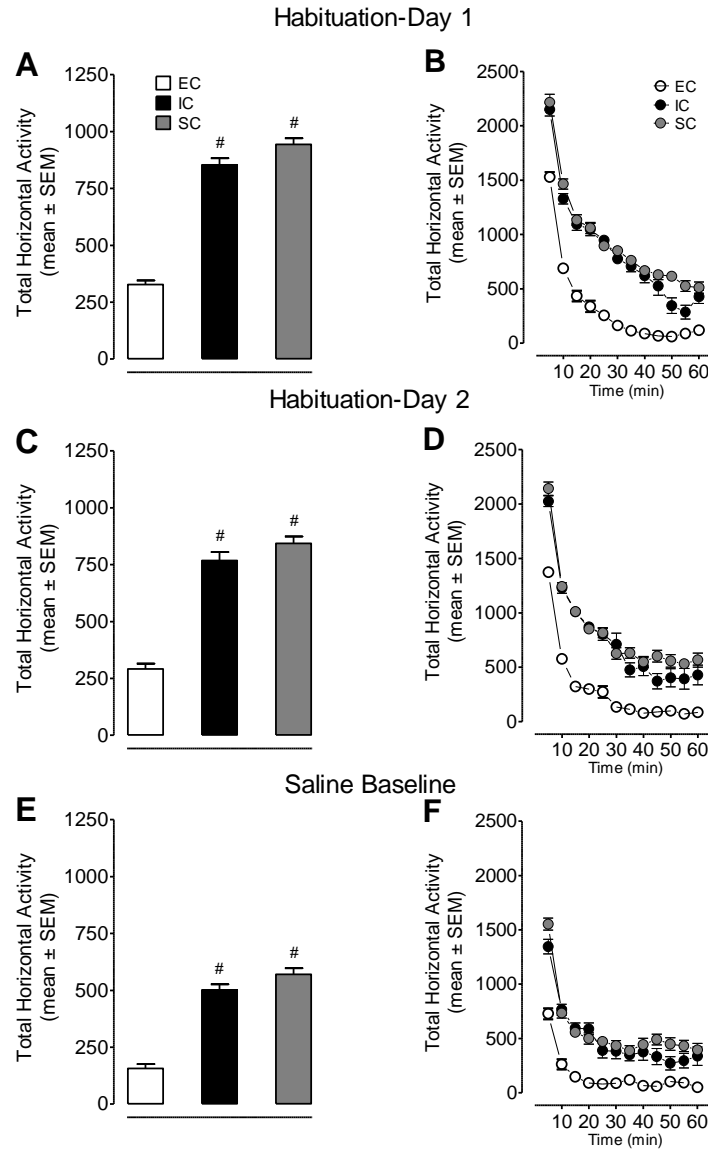 Habituation-Day 1
A
1250
1000
750
500
250
0
Total Horizontal Activity
(mean ± SEM)
EC
IC
SC
#
#
B
2500
2000
1500
1000
500
0
Total Horizontal Activity
(mean ± SEM)
EC
IC
SC
10 20 30 40 50 60
Time (min)
Habituation-Day 2
C
1250
1000
750
500
250
0
Total Horizontal Activity
(mean ± SEM)
#
#
D
2500
2000
1500
1000
500
0
Total Horizontal Activity
(mean ± SEM)
10 20 30 40 50 60
Time (min)
Saline Baseline
E
1250
1000
750
500
250
0
Total Horizontal Activity
(mean ± SEM)
#
#
F
2500
2000
1500
1000
500
0
Total Horizontal Activity
(mean ± SEM)
10 20 30 40 50 60
Time (min)